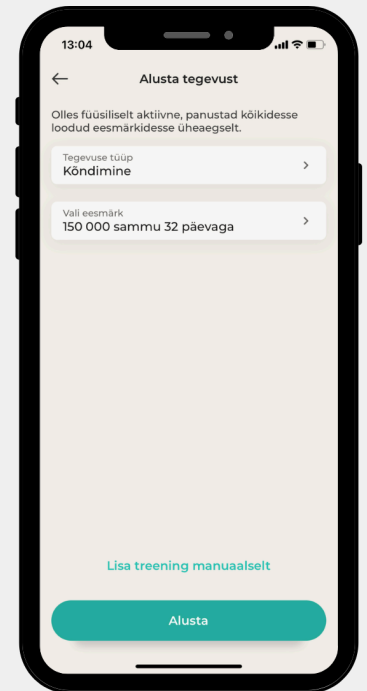 13:04
Alusta tegevust
Olles füüsiliselt aktiivne, panustad kõikidesse
loodud eesmärkidesse üheaegselt.
Tegevuse tüüp
Kõndimine
Vali eesmärk
150 000 sammu 32 päevaga
Lisa treening manuaalselt
Alusta